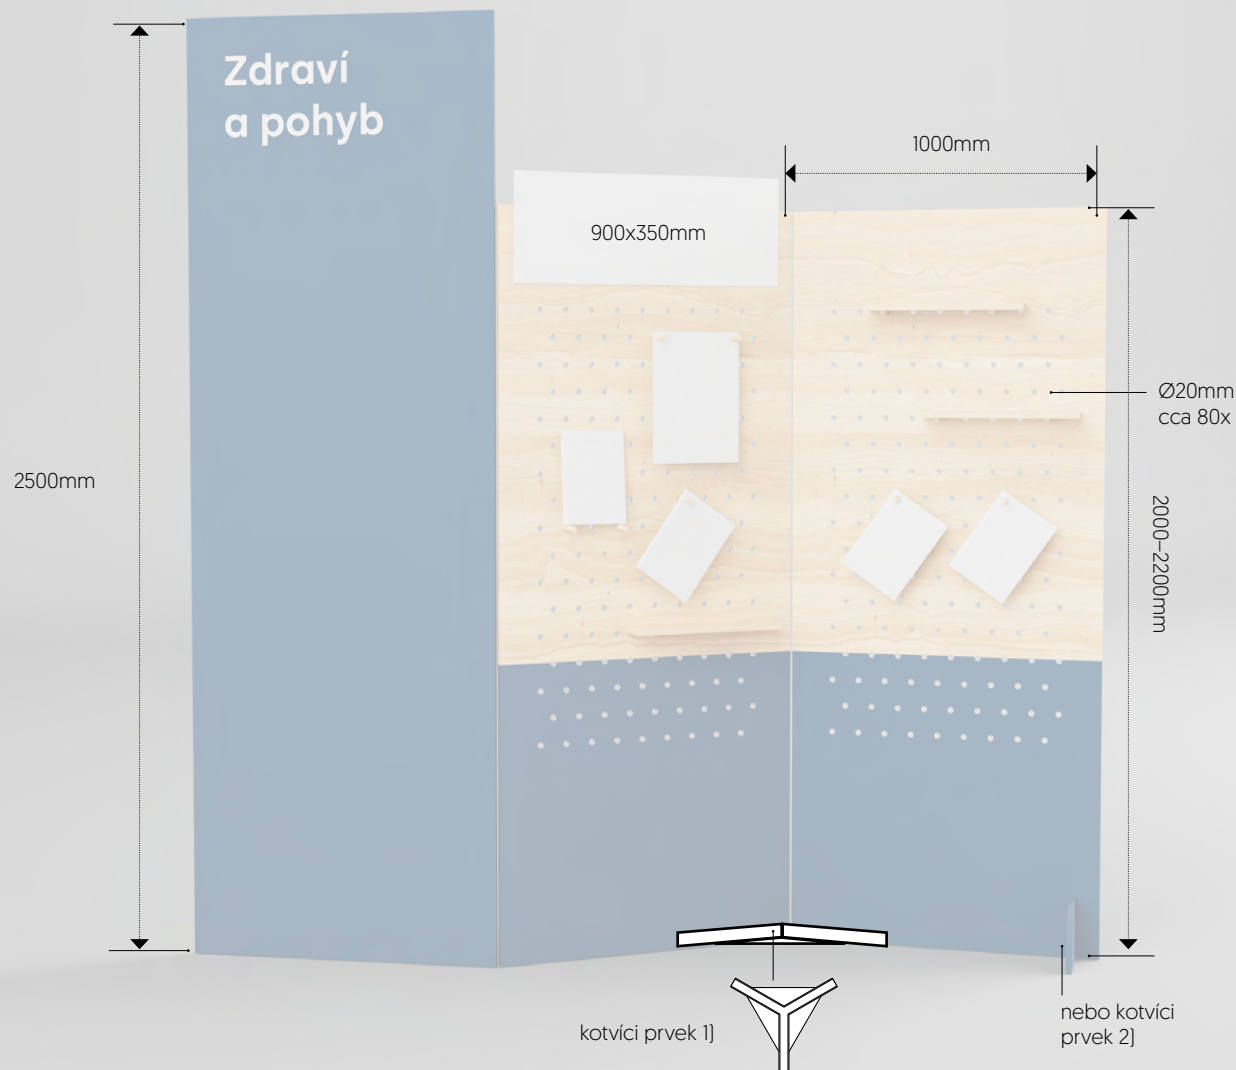 Zdraví
a pohyb
1000mm
900x350mm
Ø20mm
cca 80x
2500mm
2000–2200mm
kotvíci prvek 1)
nebo kotvíci
prvek 2)